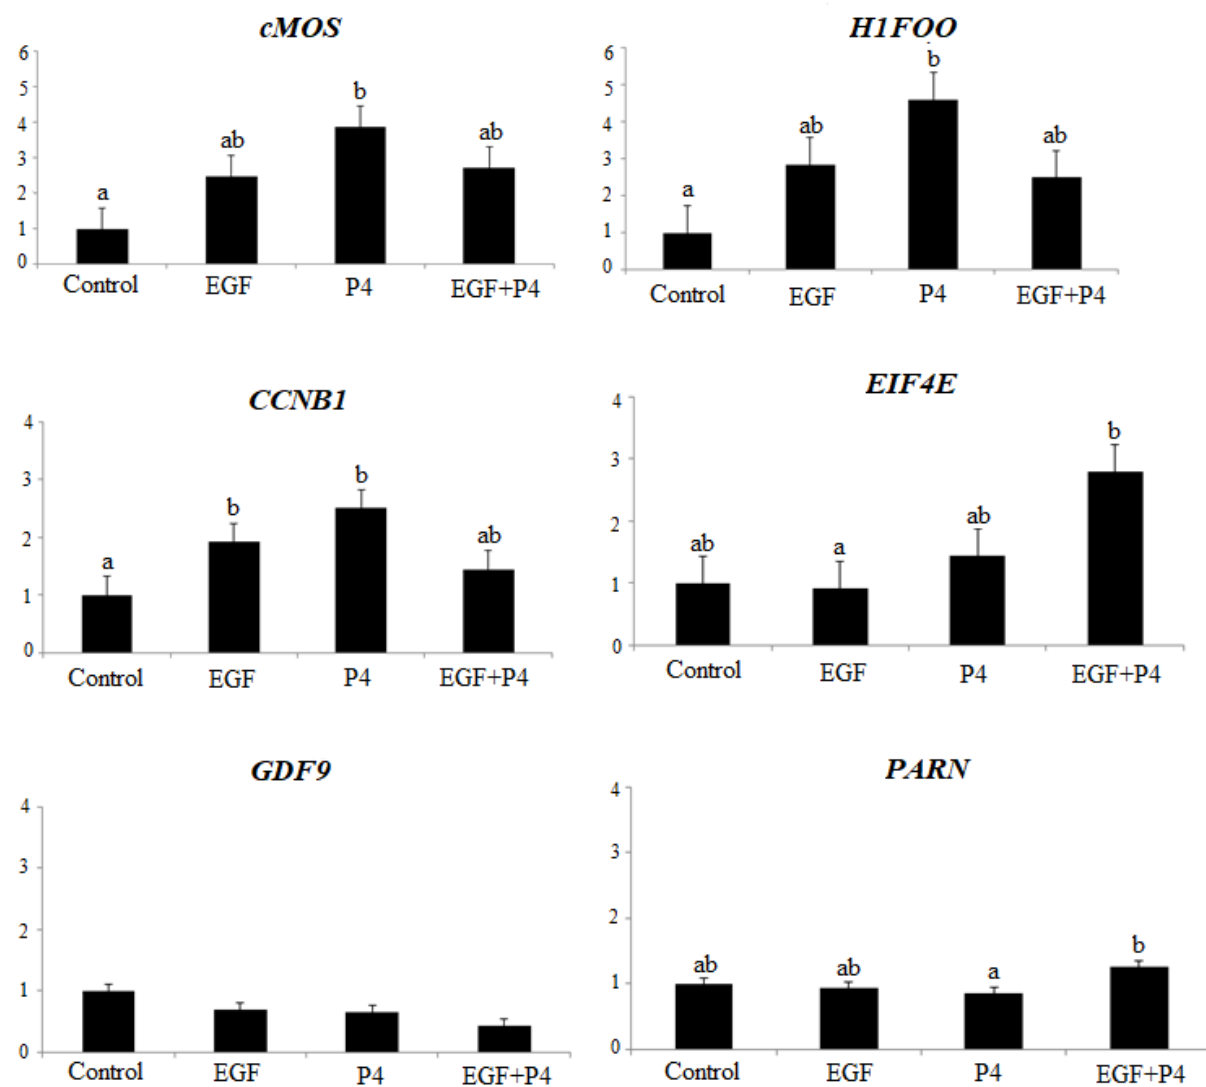 cMOS
6
5
4
3
2
1
0
a
ab
b
ab
Control EGF P4 EGF+P4
H1FOO
6
5
4
3
2
1
0
a
ab
b
ab
Control EGF P4 EGF+P4
CCNB1
4
3
2
1
0
a
b
b
ab
Control EGF P4 EGF+P4
EIF4E
4
3
2
1
0
ab
a
ab
b
Control EGF P4 EGF+P4
GDF9
4
3
2
1
0
Control EGF P4 EGF+P4
PARN
4
3
2
1
0
ab
ab
a
b
Control EGF P4 EGF+P4